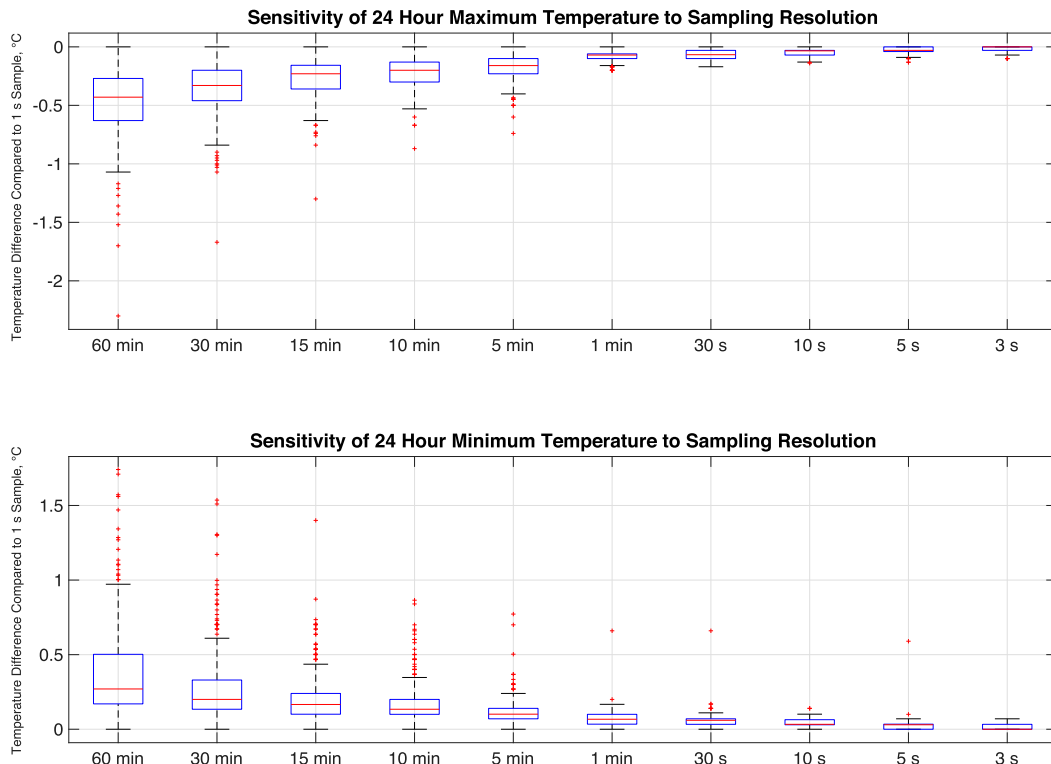 Sensitivity of 24 Hour Maximum Temperature to Sampling Resolution
Temperature Difference Compared to 1 s Sample, °C
0
-0.5
-1
-1.5
-2
60 min 30 min 15 min 10 min 5 min 1 min 30 s 10 s 5 s 3 s
Sensitivity of 24 Hour Minimum Temperature to Sampling Resolution
Temperature Difference Compared to 1 s Sample, °C
1.5
1
0.5
0
60 min 30 min 15 min 10 min 5 min 1 min 30 s 10 s 5 s 3 s